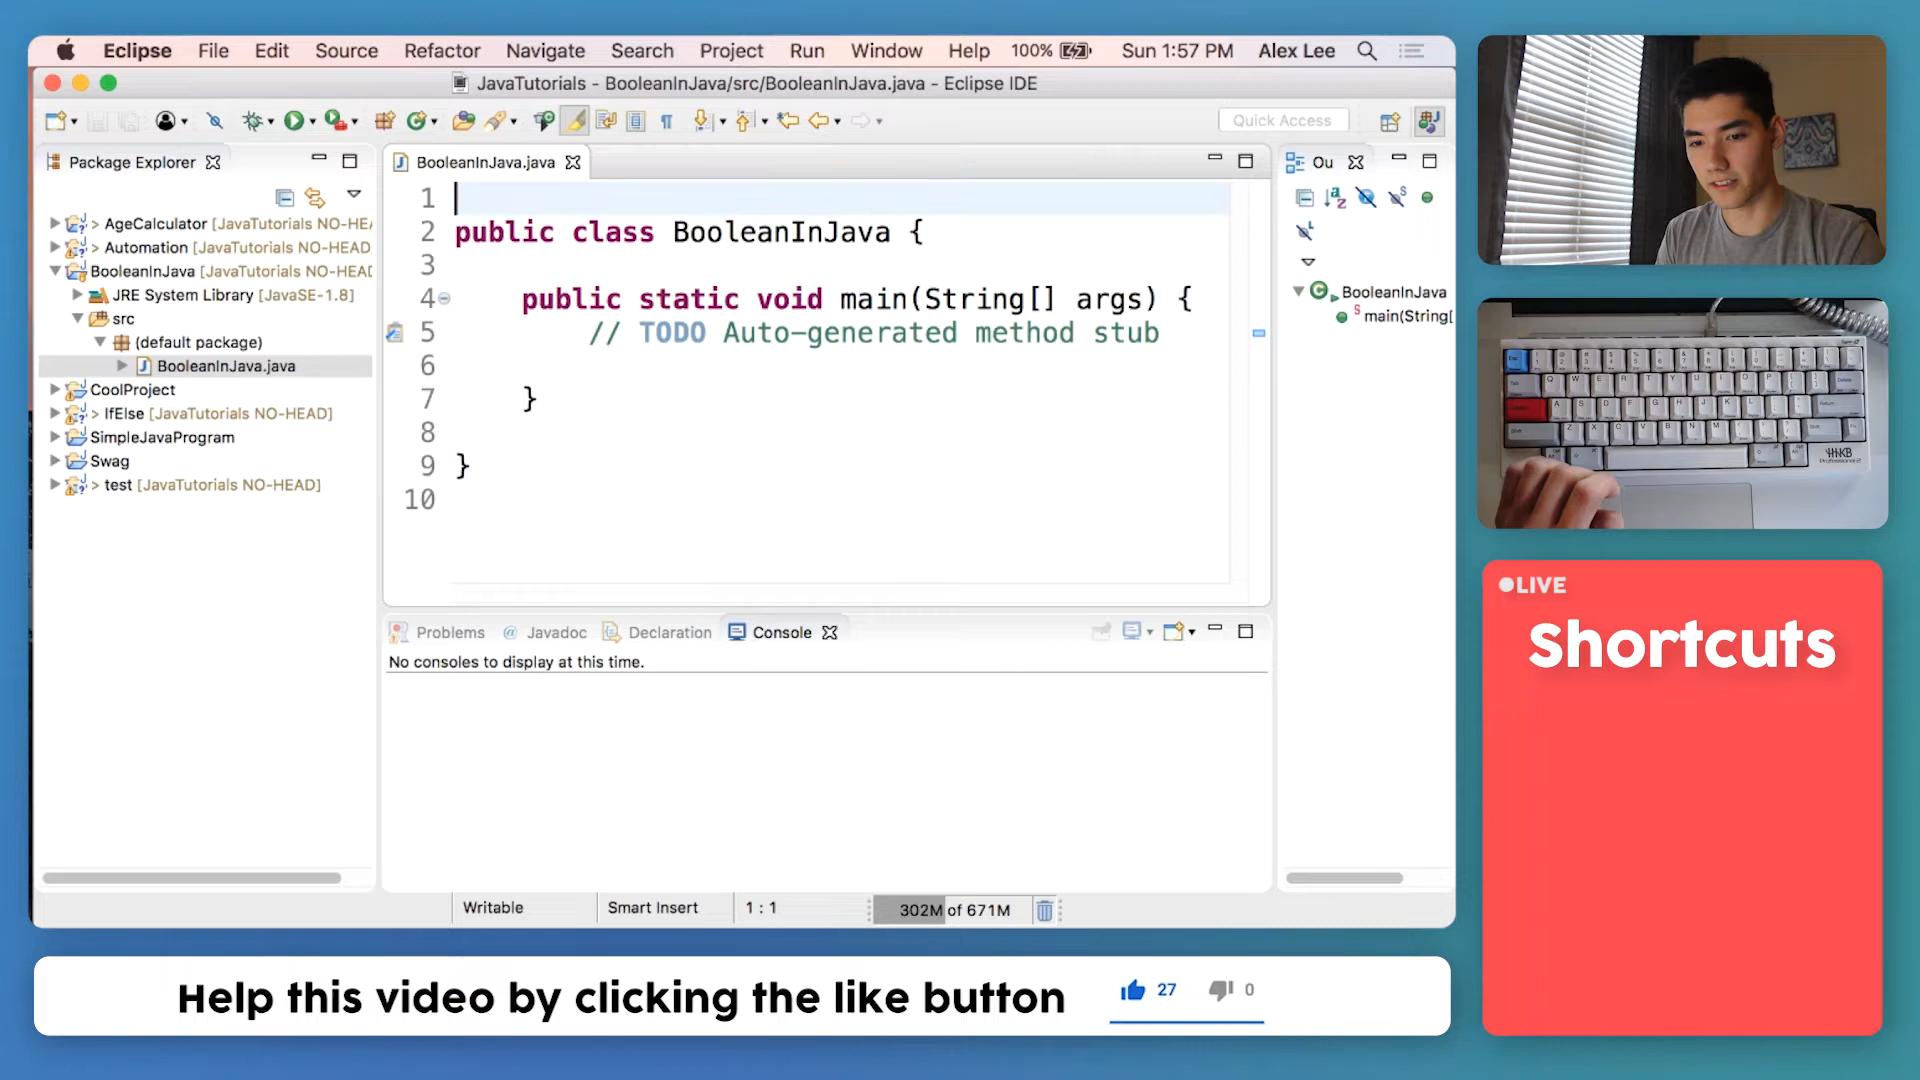 Eclipse File Edit Source Refactor Navigate Search Project Run Window Help 100% Sun 1:57 PM Alex Lee
JavaTutorials - BooleanInJava/src/BooleanInJava.java - Eclipse IDE
Quick Access
Package Explorer
> AgeCalculator [JavaTutorials NO-HEA
> Automation [JavaTutorials NO-HEAD
BooleanInJava [JavaTutorials NO-HEAD
JRE System Library [JavaSE-1.8]
src
(default package)
BooleanInJava.java
CoolProject
> IfElse [JavaTutorials NO-HEAD]
SimpleJavaProgram
Swag
> test [JavaTutorials NO-HEAD]
BooleanInJava.java
1
2 public class BooleanInJava {
3
4 public static void main(String[] args) {
5 // TODO Auto-generated method stub
6
7 }
8
9 }
10
Ou
BooleanInJava
main(String[
Problems @ Javadoc Declaration Console
No consoles to display at this time.
Writable Smart Insert 1 : 1 302M of 671M
LIVE
Shortcuts
Help this video by clicking the like button 27 0